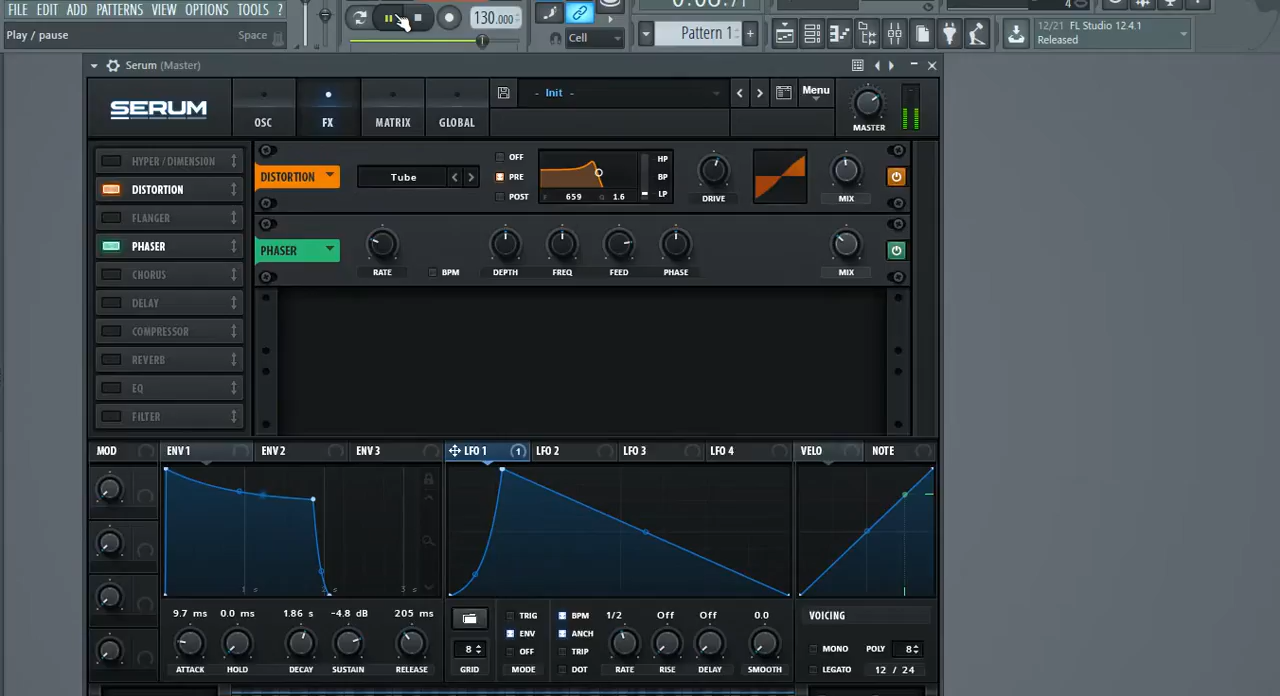 FILE EDIT ADD PATTERNS VIEW OPTIONS TOOLS ?
130.000
Play / pause Space
Cell
Pattern 1
12/21 FL Studio 12.4.1
Released
Serum (Master)
SERUM
OSC FX MATRIX GLOBAL
- Init -
Menu
MASTER
HYPER / DIMENSION
DISTORTION
FLANGER
PHASER
CHORUS
DELAY
COMPRESSOR
REVERB
EQ
FILTER
DISTORTION
Tube
OFF
PRE
POST
F 659 Q 1.6
HP
BP
LP
DRIVE
MIX
PHASER
RATE BPM DEPTH FREQ FEED PHASE MIX
MOD ENV 1 ENV 2 ENV 3 LFO 1 1 LFO 2 LFO 3 LFO 4 VELO NOTE
1 s 2 s 3 s
9.7 ms 0.0 ms 1.86 s -4.8 dB 205 ms
ATTACK HOLD DECAY SUSTAIN RELEASE
8
GRID
TRIG
ENV
OFF
MODE
BPM
ANCH
TRIP
DOT
1/2 Off Off 0.0
RATE RISE DELAY SMOOTH
VOICING
MONO POLY 8
LEGATO 12 / 24